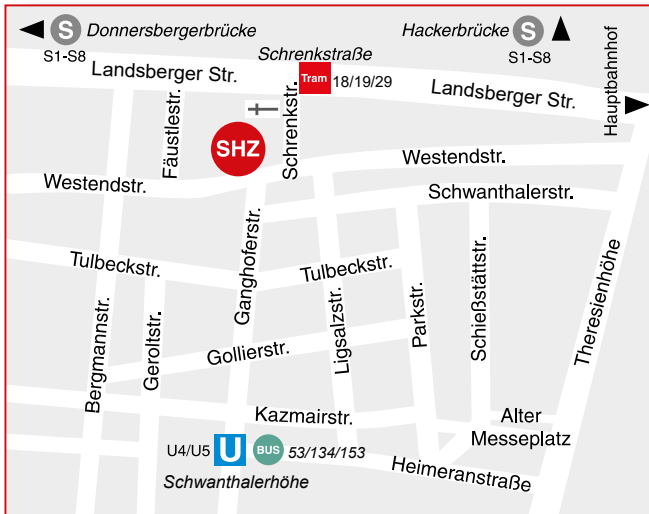 S Donnersbergerbrücke
S1-S8
Hackerbrücke S
S1-S8
Schrenkstraße
Tram 18/19/29
Landsberger Str.
Landsberger Str.
Hauptbahnhof
Fäustlestr.
SHZ
Schrenkstr.
Westendstr.
Westendstr.
Schwanthalerstr.
Tulbeckstr.
Tulbeckstr.
Ganghoferstr.
Theresienhöhe
Bergmannstr.
Geroltstr.
Gollierstr.
Ligsalzstr.
Parkstr.
Schießstättstr.
Kazmairstr.
Alter
Messeplatz
U4/U5 U BUS 53/134/153
Schwanthalerhöhe
Heimeranstraße